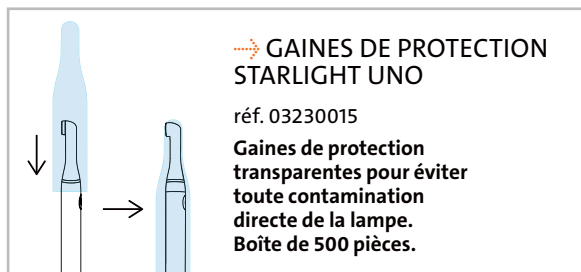 GAINES DE PROTECTION
STARLIGHT UNO
réf. 03230015
Gaines de protection
transparentes pour éviter
toute contamination
directe de la lampe.
Boîte de 500 pièces.